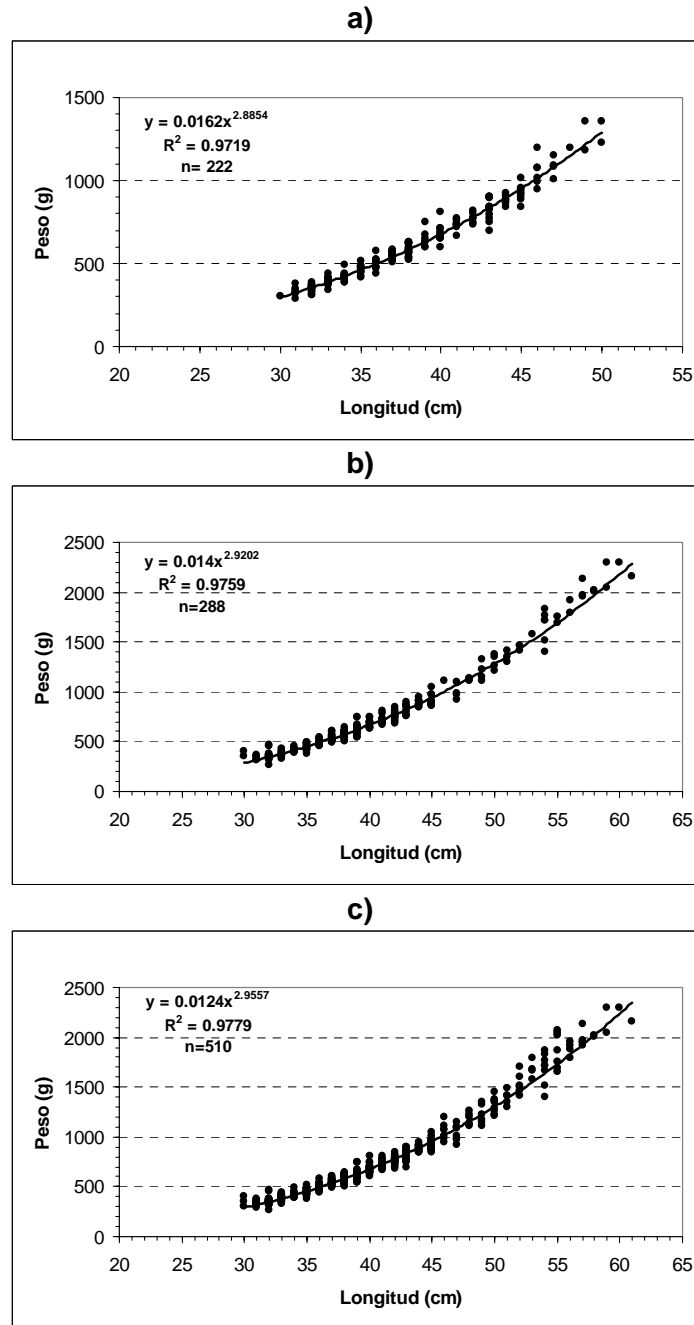 a)
y = 0.0162x^2.8854
R² = 0.9719
n= 222
1500
1000
500
0
Peso (g)
20 25 30 35 40 45 50 55
Longitud (cm)
b)
y = 0.014x^2.9202
R² = 0.9759
n=288
2500
2000
1500
1000
500
0
Peso (g)
20 25 30 35 40 45 50 55 60 65
Longitud (cm)
c)
y = 0.0124x^2.9557
R² = 0.9779
n=510
2500
2000
1500
1000
500
0
Peso (g)
20 25 30 35 40 45 50 55 60 65
Longitud (cm)